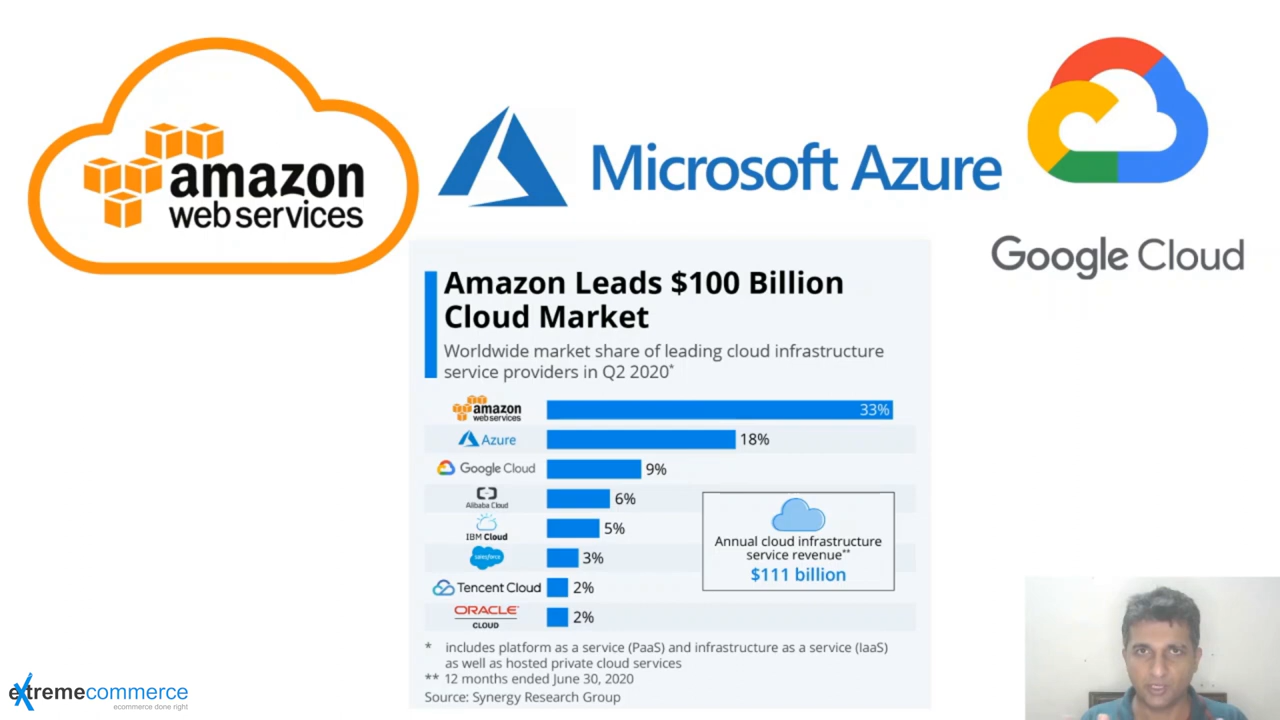 amazon
web services
Microsoft Azure
Google Cloud
Amazon Leads $100 Billion
Cloud Market
Worldwide market share of leading cloud infrastructure
service providers in Q2 2020*
amazon
web services
33%
Azure
18%
Google Cloud
9%
Alibaba Cloud
6%
IBM Cloud
5%
salesforce
3%
Tencent Cloud
2%
ORACLE
CLOUD
2%
Annual cloud infrastructure
service revenue**
$111 billion
* includes platform as a service (PaaS) and infrastructure as a service (IaaS)
as well as hosted private cloud services
** 12 months ended June 30, 2020
Source: Synergy Research Group
extremecommerce
ecommerce done right